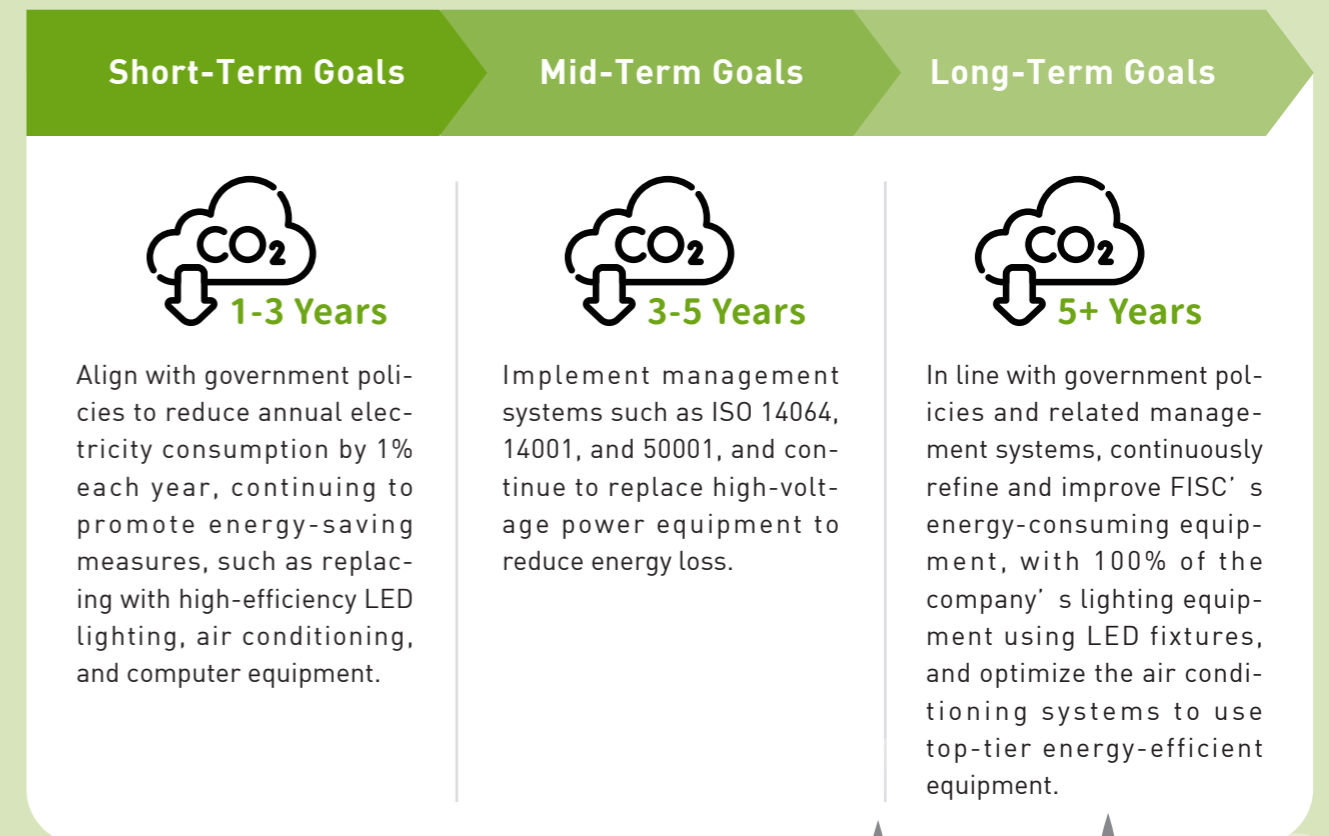 Short-Term Goals
Mid-Term Goals
Long-Term Goals
CO2
1-3 Years
Align with government poli-
cies to reduce annual elec-
tricity consumption by 1%
each year, continuing to
promote energy-saving
measures, such as replac-
ing with high-efficiency LED
lighting, air conditioning,
and computer equipment.
CO2
3-5 Years
Implement management
systems such as ISO 14064,
14001, and 50001, and con-
tinue to replace high-volt-
age power equipment to
reduce energy loss.
CO2
5+ Years
In line with government pol-
icies and related manage-
ment systems, continuously
refine and improve FISC’ s
energy-consuming equip-
ment, with 100% of the
company’ s lighting equip-
ment using LED fixtures,
and optimize the air condi-
tioning systems to use
top-tier energy-efficient
equipment.